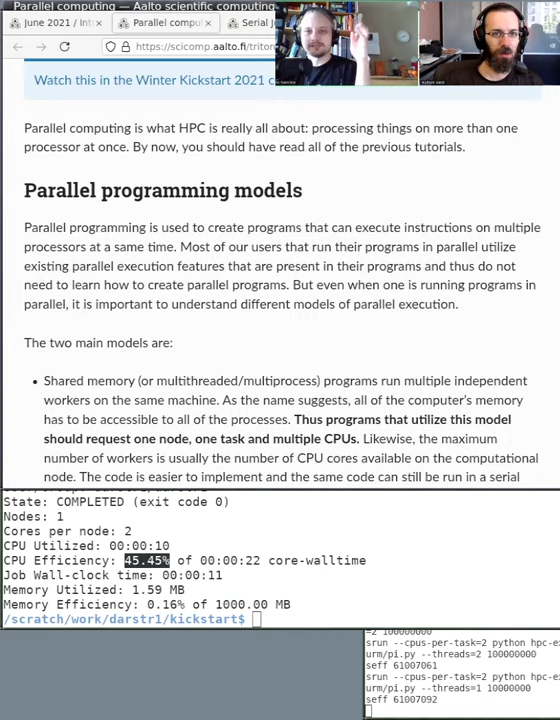 Parallel computing — Aalto scientific computing
June 2021 / Int
Parallel compu
Serial J
https://scicomp.aalto.fi/triton
Watch this in the Winter Kickstart 2021 c
Parallel computing is what HPC is really all about: processing things on more than one
processor at once. By now, you should have read all of the previous tutorials.
Parallel programming models
Parallel programming is used to create programs that can execute instructions on multiple
processors at a same time. Most of our users that run their programs in parallel utilize
existing parallel execution features that are present in their programs and thus do not
need to learn how to create parallel programs. But even when one is running programs in
parallel, it is important to understand different models of parallel execution.
The two main models are:
• Shared memory (or multithreaded/multiprocess) programs run multiple independent
workers on the same machine. As the name suggests, all of the computer's memory
has to be accessible to all of the processes. Thus programs that utilize this model
should request one node, one task and multiple CPUs. Likewise, the maximum
number of workers is usually the number of CPU cores available on the computational
node. The code is easier to implement and the same code can still be run in a serial
State: COMPLETED (exit code 0)
Nodes: 1
Cores per node: 2
CPU Utilized: 00:00:10
CPU Efficiency: 45.45% of 00:00:22 core-walltime
Job Wall-clock time: 00:00:11
Memory Utilized: 1.59 MB
Memory Efficiency: 0.16% of 1000.00 MB
/scratch/work/darstr1/kickstart$
=2 100000000
srun --cpus-per-task=2 python hpc-e
urm/pi.py --threads=2 100000000
seff 61007061
srun --cpus-per-task=2 python hpc-e
urm/pi.py --threads=1 10000000
seff 61007092